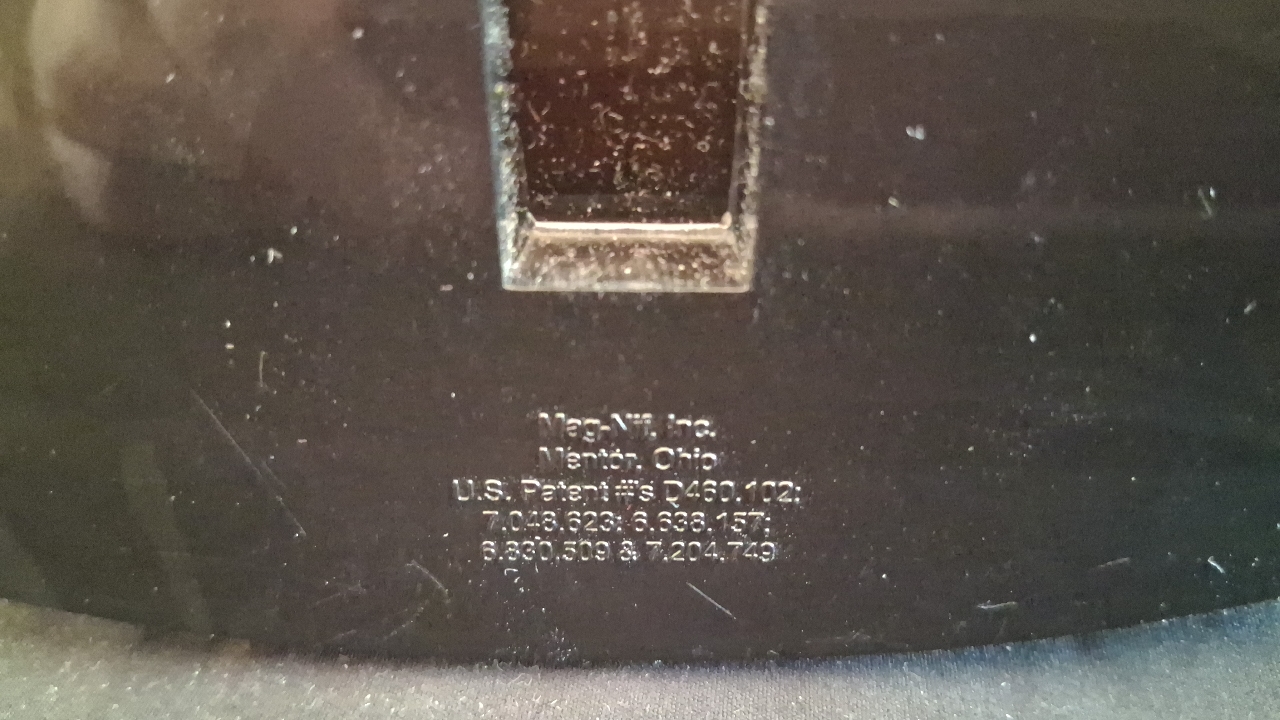 Mag-Nif, Inc.
Mentor, Ohio
U.S. Patent #'s D460,102;
7,048,623; 6,638,157;
6,830,509 & 7,204,749